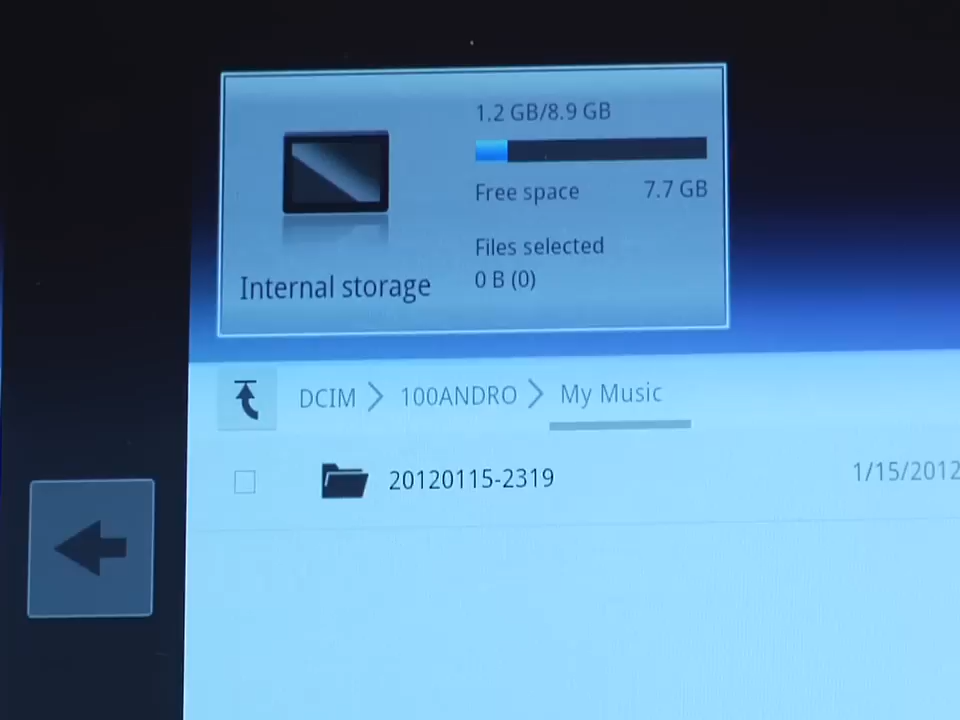 1.2 GB/8.9 GB
Free space 7.7 GB
Files selected
0 B (0)
Internal storage
DCIM 100ANDRO My Music
20120115-2319 1/15/2012